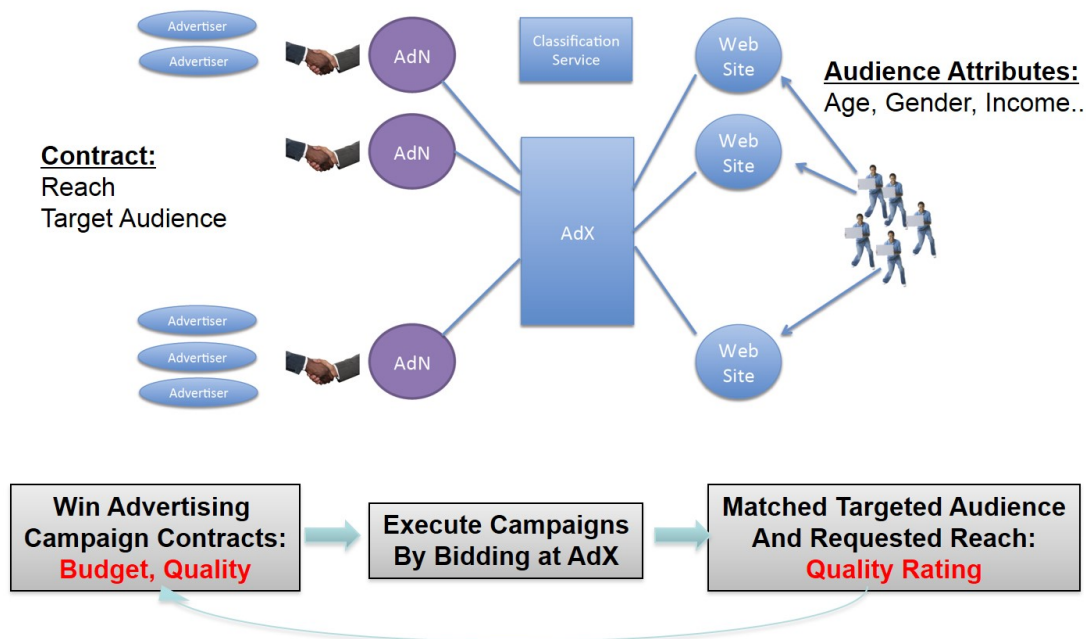 Advertiser
Advertiser
AdN
Classification
Service
Web
Site
Audience Attributes:
Age, Gender, Income..
Contract:
Reach
Target Audience
AdN
AdX
Web
Site
Advertiser
Advertiser
Advertiser
AdN
Web
Site
Win Advertising
Campaign Contracts:
Budget, Quality
Execute Campaigns
By Bidding at AdX
Matched Targeted Audience
And Requested Reach:
Quality Rating